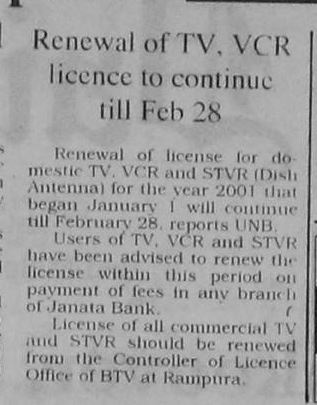 Renewal of TV, VCR
licence to continue
till Feb 28
Renewal of license for do-
mestic TV, VCR and STVR (Dish
Antenna) for the year 2001 that
began January 1 will continue
till February 28, reports UNB.
Users of TV, VCR and STVR
have been advised to renew the
license within this period on
payment of fees in any branch
of Janata Bank.
License of all commercial TV
and STVR should be renewed
from the Controller of Licence
Office of BTV at Rampura.